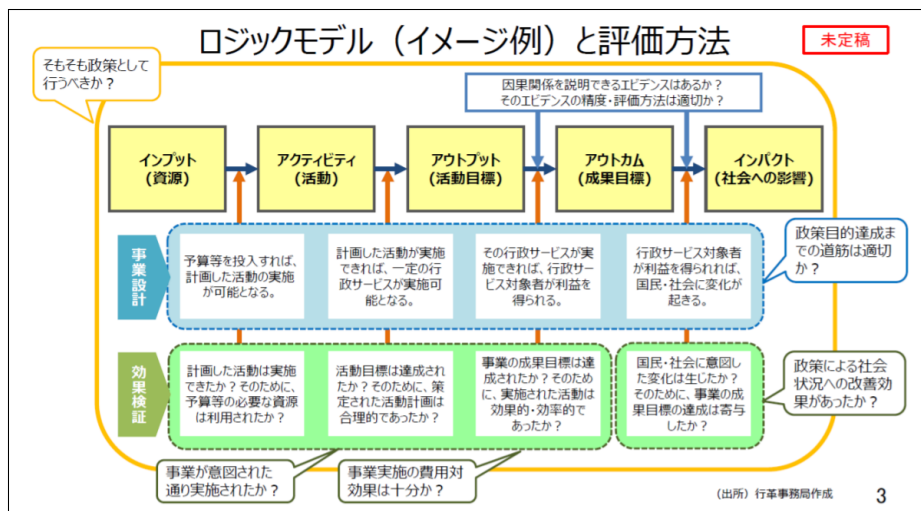 ロジックモデル（イメージ例）と評価方法
未定稿
そもそも政策として
行うべきか？
因果関係を説明できるエビデンスはあるか？
そのエビデンスの精度・評価方法は適切か？
インプット
(資源)
アクティビティ
(活動)
アウトプット
(活動目標)
アウトカム
(成果目標)
インパクト
(社会への影響)
事業設計
予算等を投入すれば、
計画した活動の実施
が可能となる。
計画した活動が実施
できれば、一定の行
政サービスが実施可
能となる。
その行政サービスが実
施できれば、行政サー
ビス対象者が利益を
得られる。
行政サービス対象者
が利益を得られれば、
国民・社会に変化が
起きる。
政策目的達成ま
での道筋は適切
か？
効果検証
計画した活動は実施
できたか？そのために、
予算等の必要な資源
は利用されたか？
活動目標は達成され
たか？そのために、策
定された活動計画は
合理的であったか？
事業の成果目標は達
成されたか？そのため
に、実施された活動は
効果的・効率的で
あったか？
国民・社会に意図した
変化は生じたか？
そのために、事業の成
果目標の達成は寄与
したか？
政策による社会
状況への改善効
果があったか？
事業が意図された
通り実施されたか？
事業実施の費用対
効果は十分か？
（出所）行革事務局作成
3